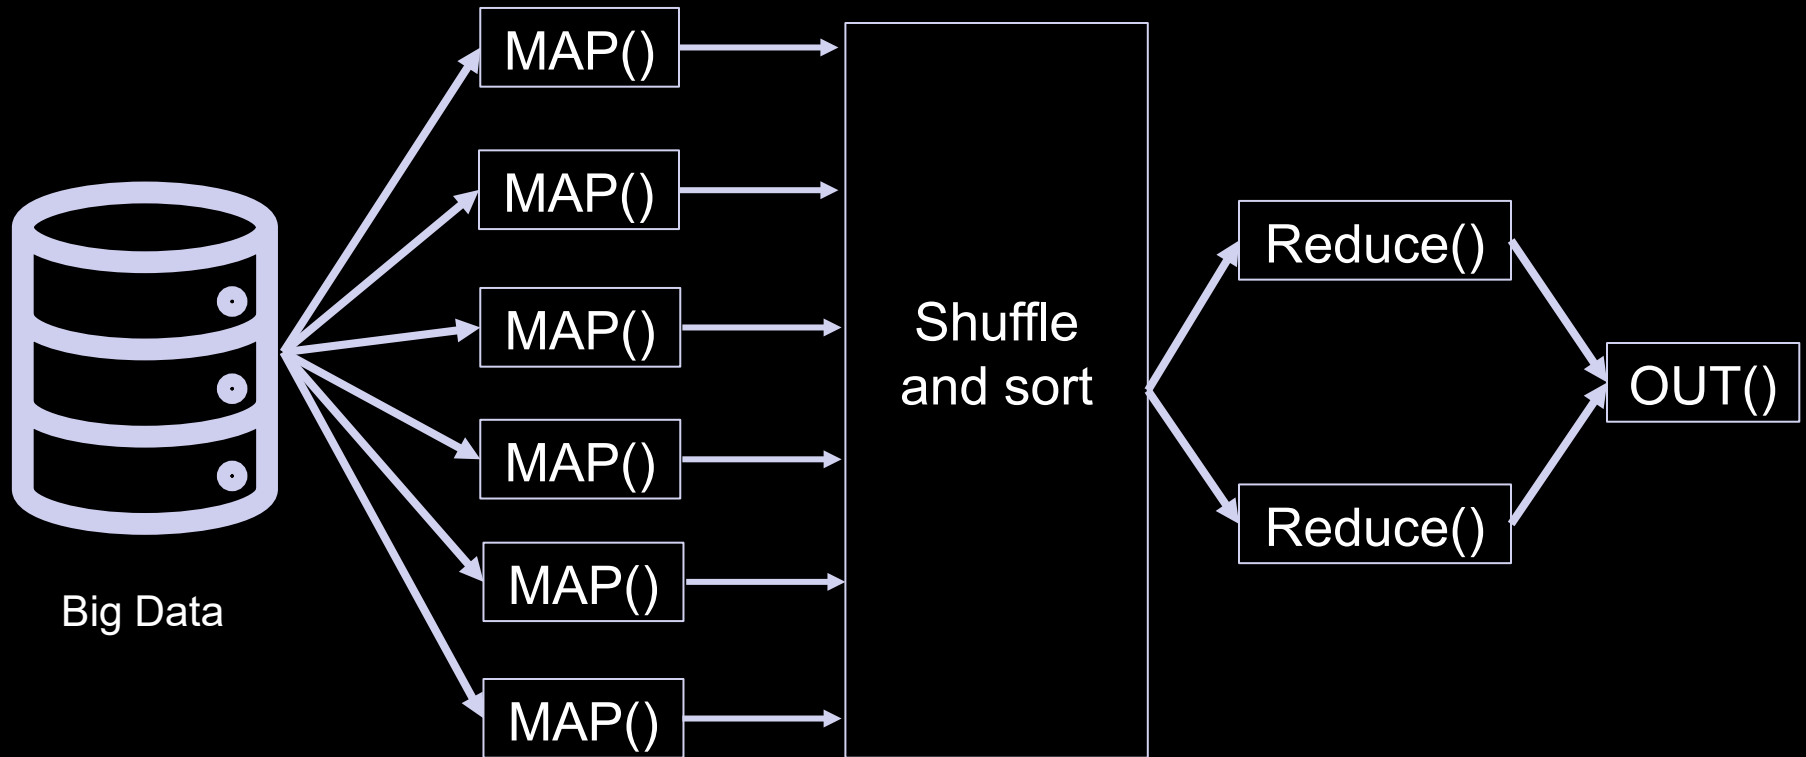 Big Data
MAP()
MAP()
MAP()
MAP()
MAP()
MAP()
Shuffle
and sort
Reduce()
Reduce()
OUT()